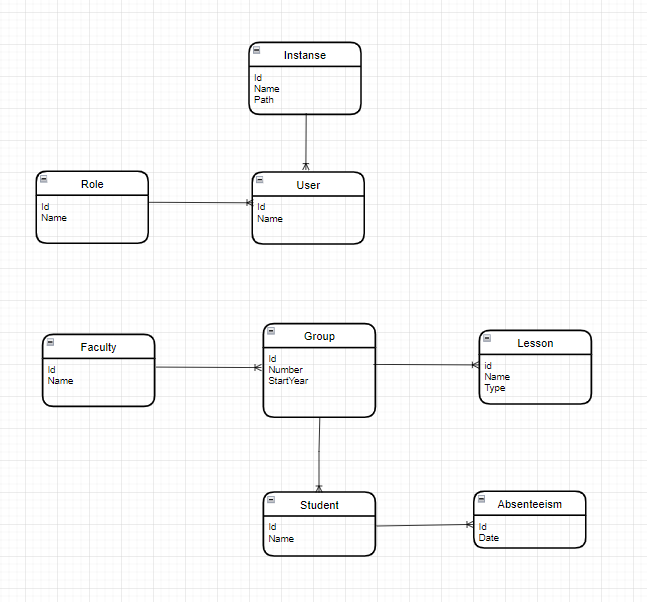 Instanse
Id
Name
Path
Role
Id
Name
User
Id
Name
Faculty
Id
Name
Group
Id
Number
StartYear
Lesson
id
Name
Type
Student
Id
Name
Absenteeism
Id
Date